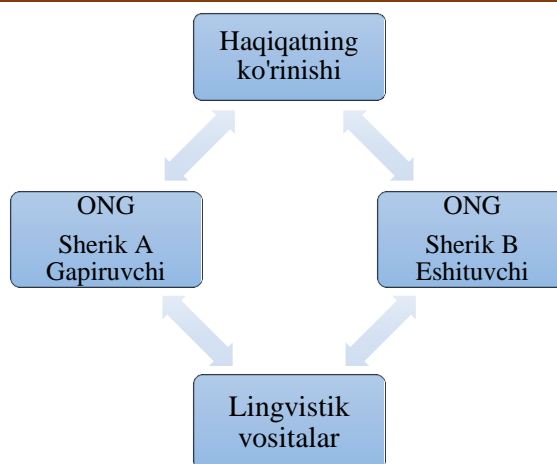 Haqiqatning
ko'rinishi
ONG
Sherik A
Gapiruvchi
ONG
Sherik B
Eshituvchi
Lingvistik
vositalar